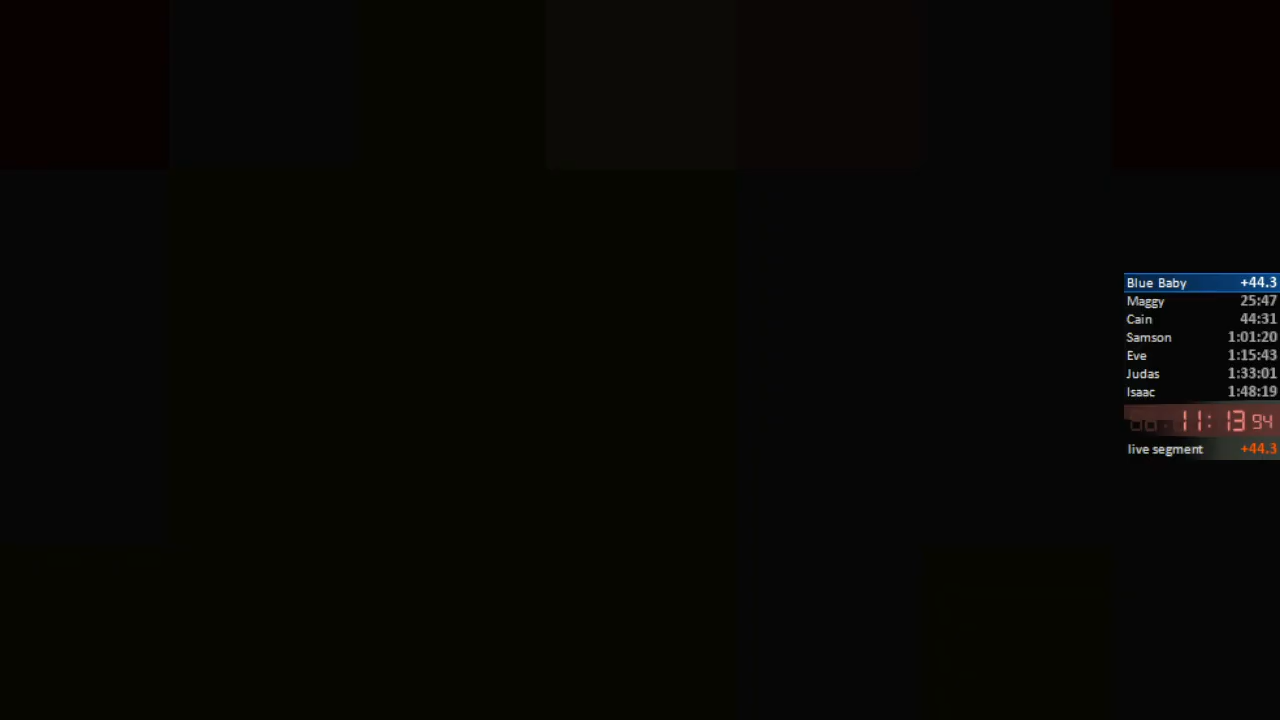 Blue Baby +44.3
Maggy 25:47
Cain 44:31
Samson 1:01:20
Eve 1:15:43
Judas 1:33:01
Isaac 1:48:19
11:13 94
live segment +44.3